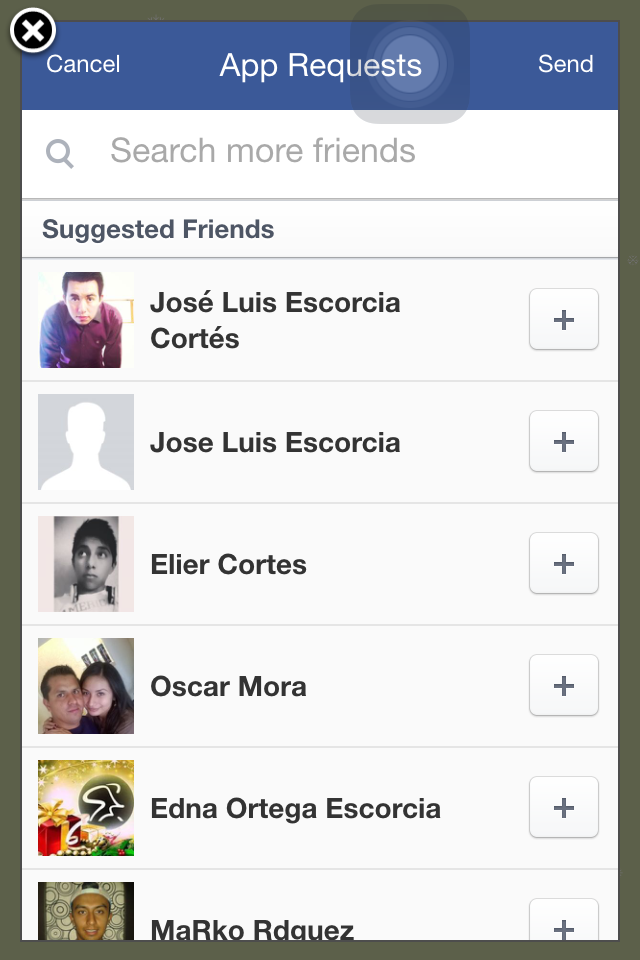 Cancel
App Requests
Send
Search more friends
Suggested Friends
José Luis Escorcia
Cortés
Jose Luis Escorcia
Elier Cortes
Oscar Mora
Edna Ortega Escorcia
MaRko Rdguez